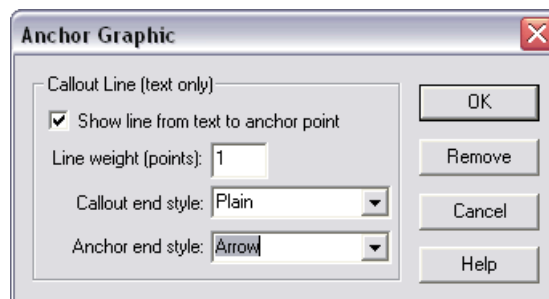 Anchor Graphic
Callout Line (text only)
Show line from text to anchor point
Line weight (points): 1
Callout end style: Plain
Anchor end style: Arrow
OK
Remove
Cancel
Help